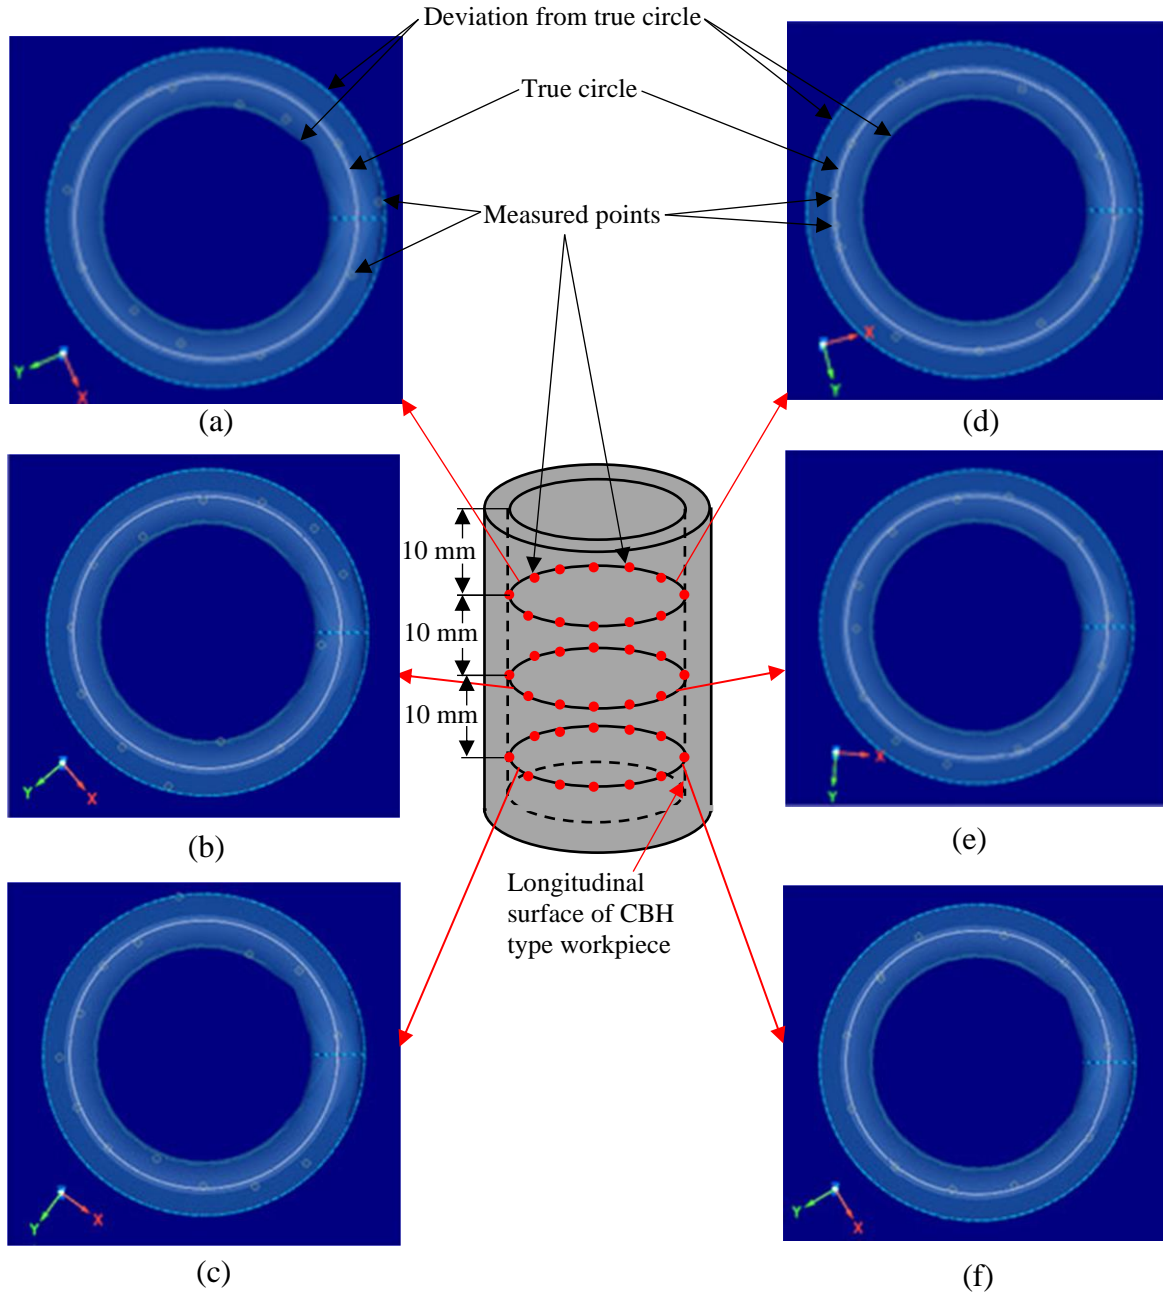 Deviation from true circle
True circle
Measured points
Y
X
(a)
X
Y
(d)
10 mm
10 mm
10 mm
Y
X
(b)
X
Y
(e)
Longitudinal
surface of CBH
type workpiece
Y
X
(c)
Y
X
(f)